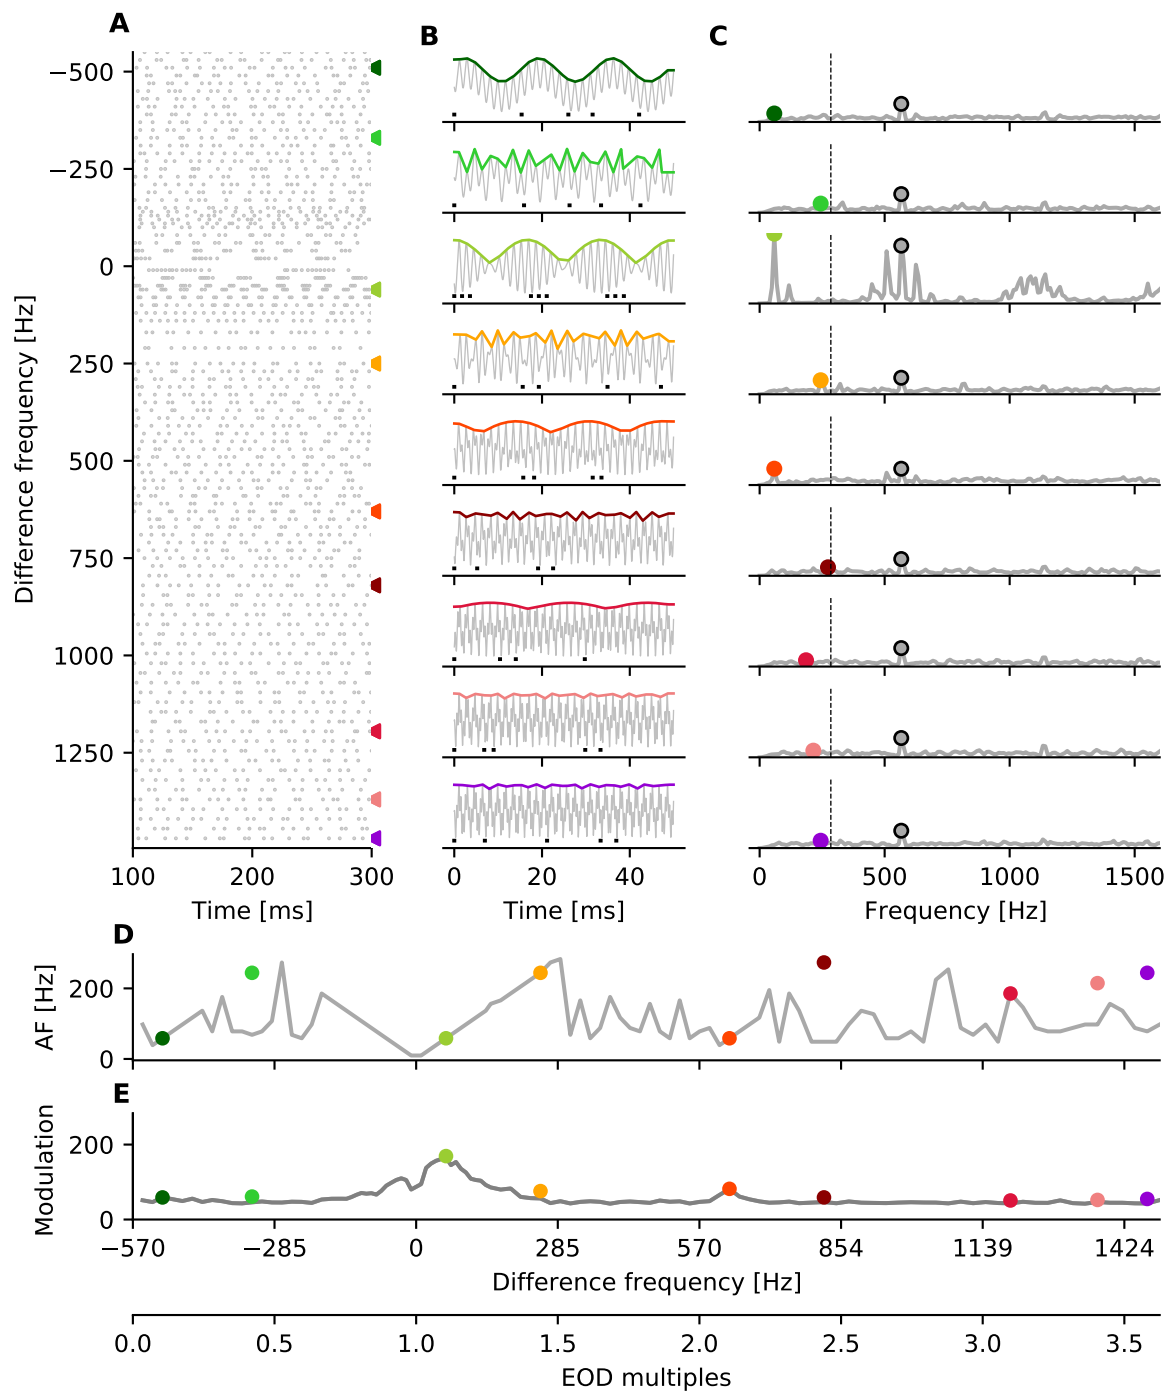 A
B
C
Difference frequency [Hz]
−500
−250
0
250
500
750
1000
1250
100 200 300
Time [ms]
0 20 40
Time [ms]
0 500 1000 1500
Frequency [Hz]
D
AF [Hz]
200
0
E
Modulation
200
0
−570 −285 0 285 570 854 1139 1424
Difference frequency [Hz]
0.0 0.5 1.0 1.5 2.0 2.5 3.0 3.5
EOD multiples